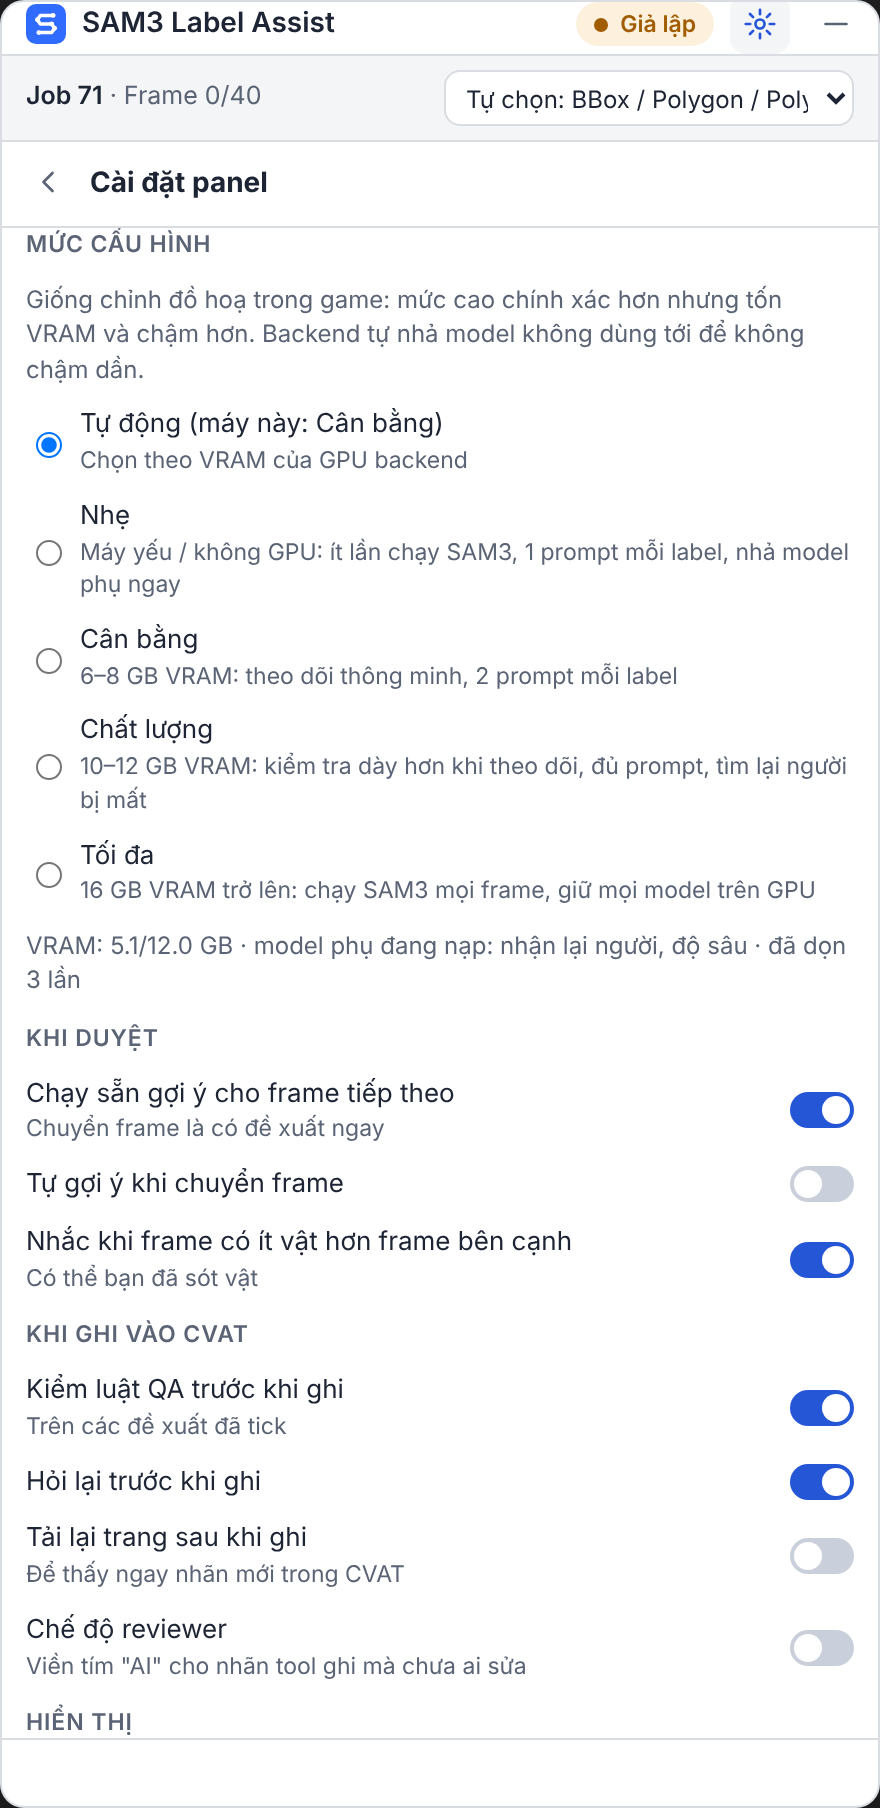 SAM3 Label Assist
Giả lập
Job 71 · Frame 0/40
Tự chọn: BBox / Polygon / Poly
Cài đặt panel
MỨC CẤU HÌNH
Giống chỉnh đồ hoạ trong game: mức cao chính xác hơn nhưng tốn
VRAM và chậm hơn. Backend tự nhả model không dùng tới để không
chậm dần.
Tự động (máy này: Cân bằng)
Chọn theo VRAM của GPU backend
Nhẹ
Máy yếu / không GPU: ít lần chạy SAM3, 1 prompt mỗi label, nhả model
phụ ngay
Cân bằng
6–8 GB VRAM: theo dõi thông minh, 2 prompt mỗi label
Chất lượng
10–12 GB VRAM: kiểm tra dày hơn khi theo dõi, đủ prompt, tìm lại người
bị mất
Tối đa
16 GB VRAM trở lên: chạy SAM3 mọi frame, giữ mọi model trên GPU
VRAM: 5.1/12.0 GB · model phụ đang nạp: nhận lại người, độ sâu · đã dọn
3 lần
KHI DUYỆT
Chạy sẵn gợi ý cho frame tiếp theo
Chuyển frame là có đề xuất ngay
Tự gợi ý khi chuyển frame
Nhắc khi frame có ít vật hơn frame bên cạnh
Có thể bạn đã sót vật
KHI GHI VÀO CVAT
Kiểm luật QA trước khi ghi
Trên các đề xuất đã tick
Hỏi lại trước khi ghi
Tải lại trang sau khi ghi
Để thấy ngay nhãn mới trong CVAT
Chế độ reviewer
Viền tím "AI" cho nhãn tool ghi mà chưa ai sửa
HIỂN THỊ